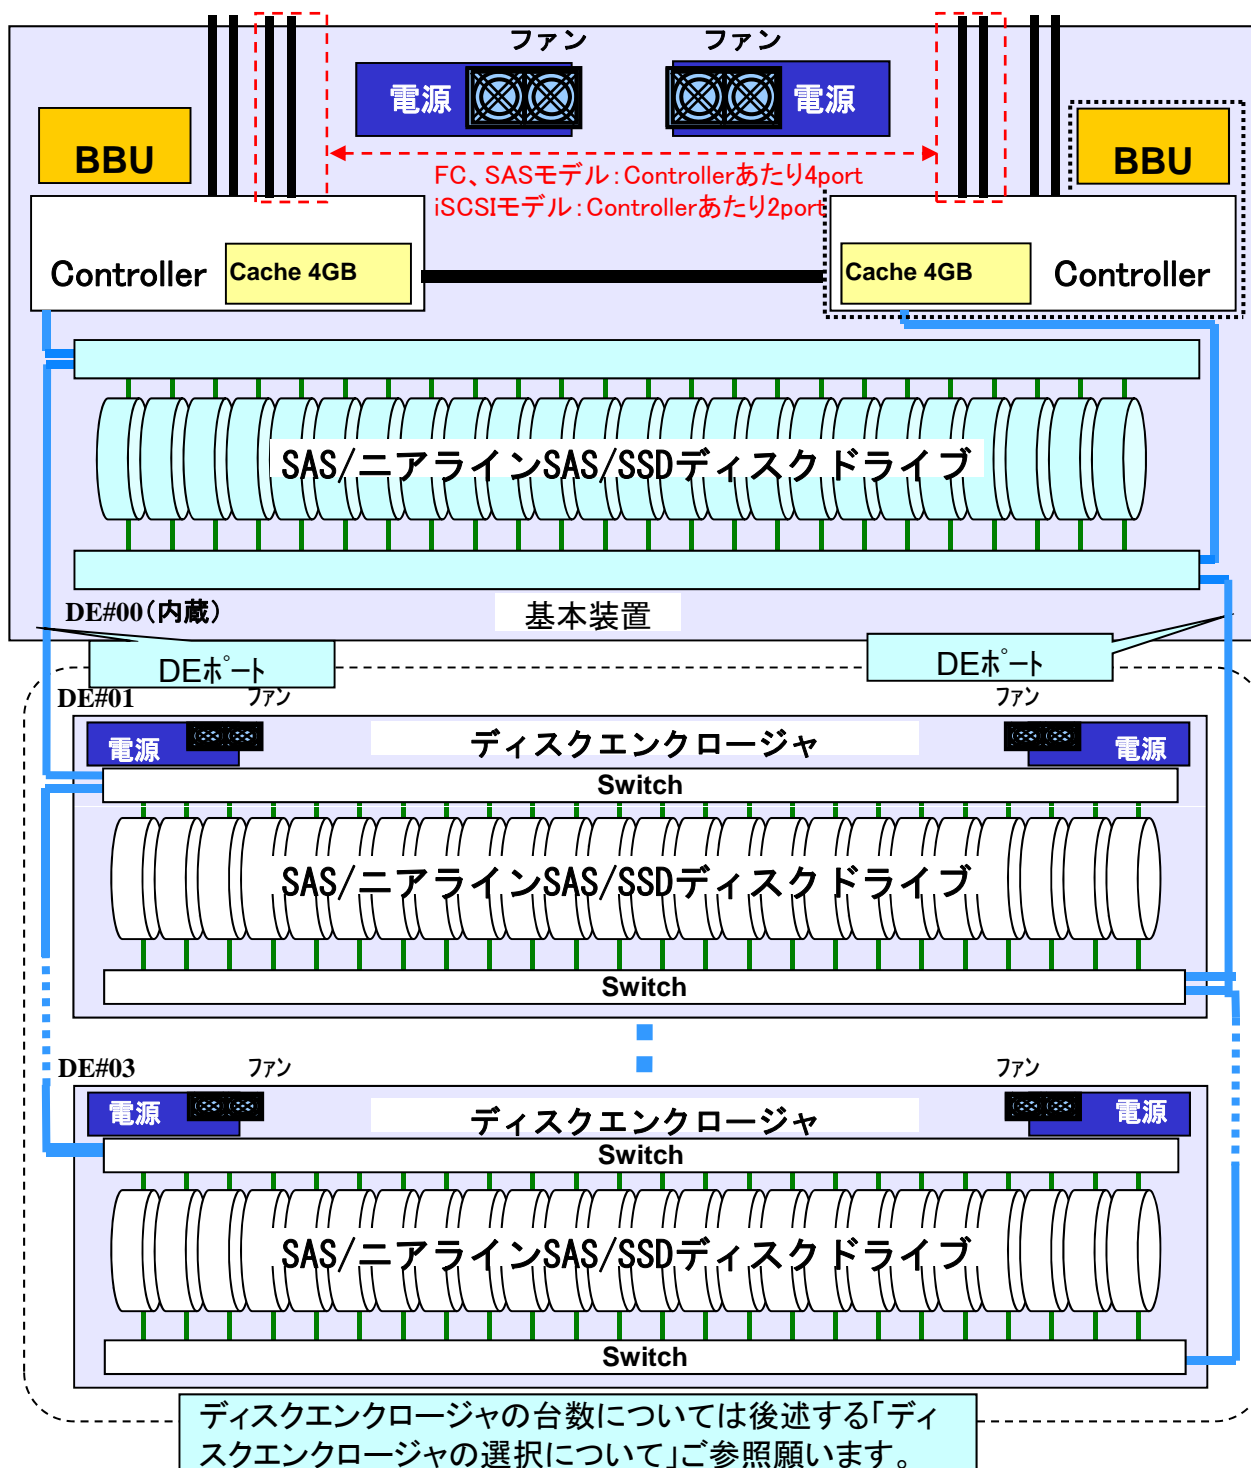 ファン
ファン
電源
電源
BBU
BBU
FC、SASモデル：Controllerあたり4port
iSCSIモデル：Controllerあたり2port
Controller
Cache 4GB
Cache 4GB
Controller
SAS/ニアラインSAS/SSDディスクドライブ
DE#00（内蔵）
基本装置
DEﾎﾟｰﾄ
DEﾎﾟｰﾄ
DE#01
ファン
ファン
電源
ディスクエンクロージャ
電源
Switch
SAS/ニアラインSAS/SSDディスクドライブ
Switch
DE#03
ファン
ファン
電源
ディスクエンクロージャ
電源
Switch
SAS/ニアラインSAS/SSDディスクドライブ
Switch
ディスクエンクロージャの台数については後述する「ディ
スクエンクロージャの選択について」ご参照願います。